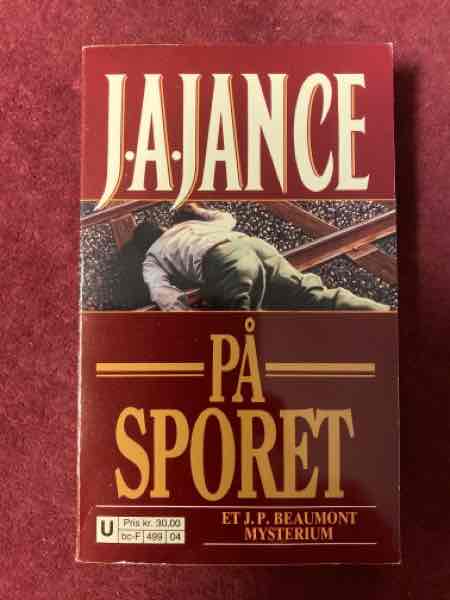 J.A.JANCE
PÅ
SPORET
ET J.P. BEAUMONT
MYSTERIUM
U
Pris kr. 30,00
bc-F 499 04